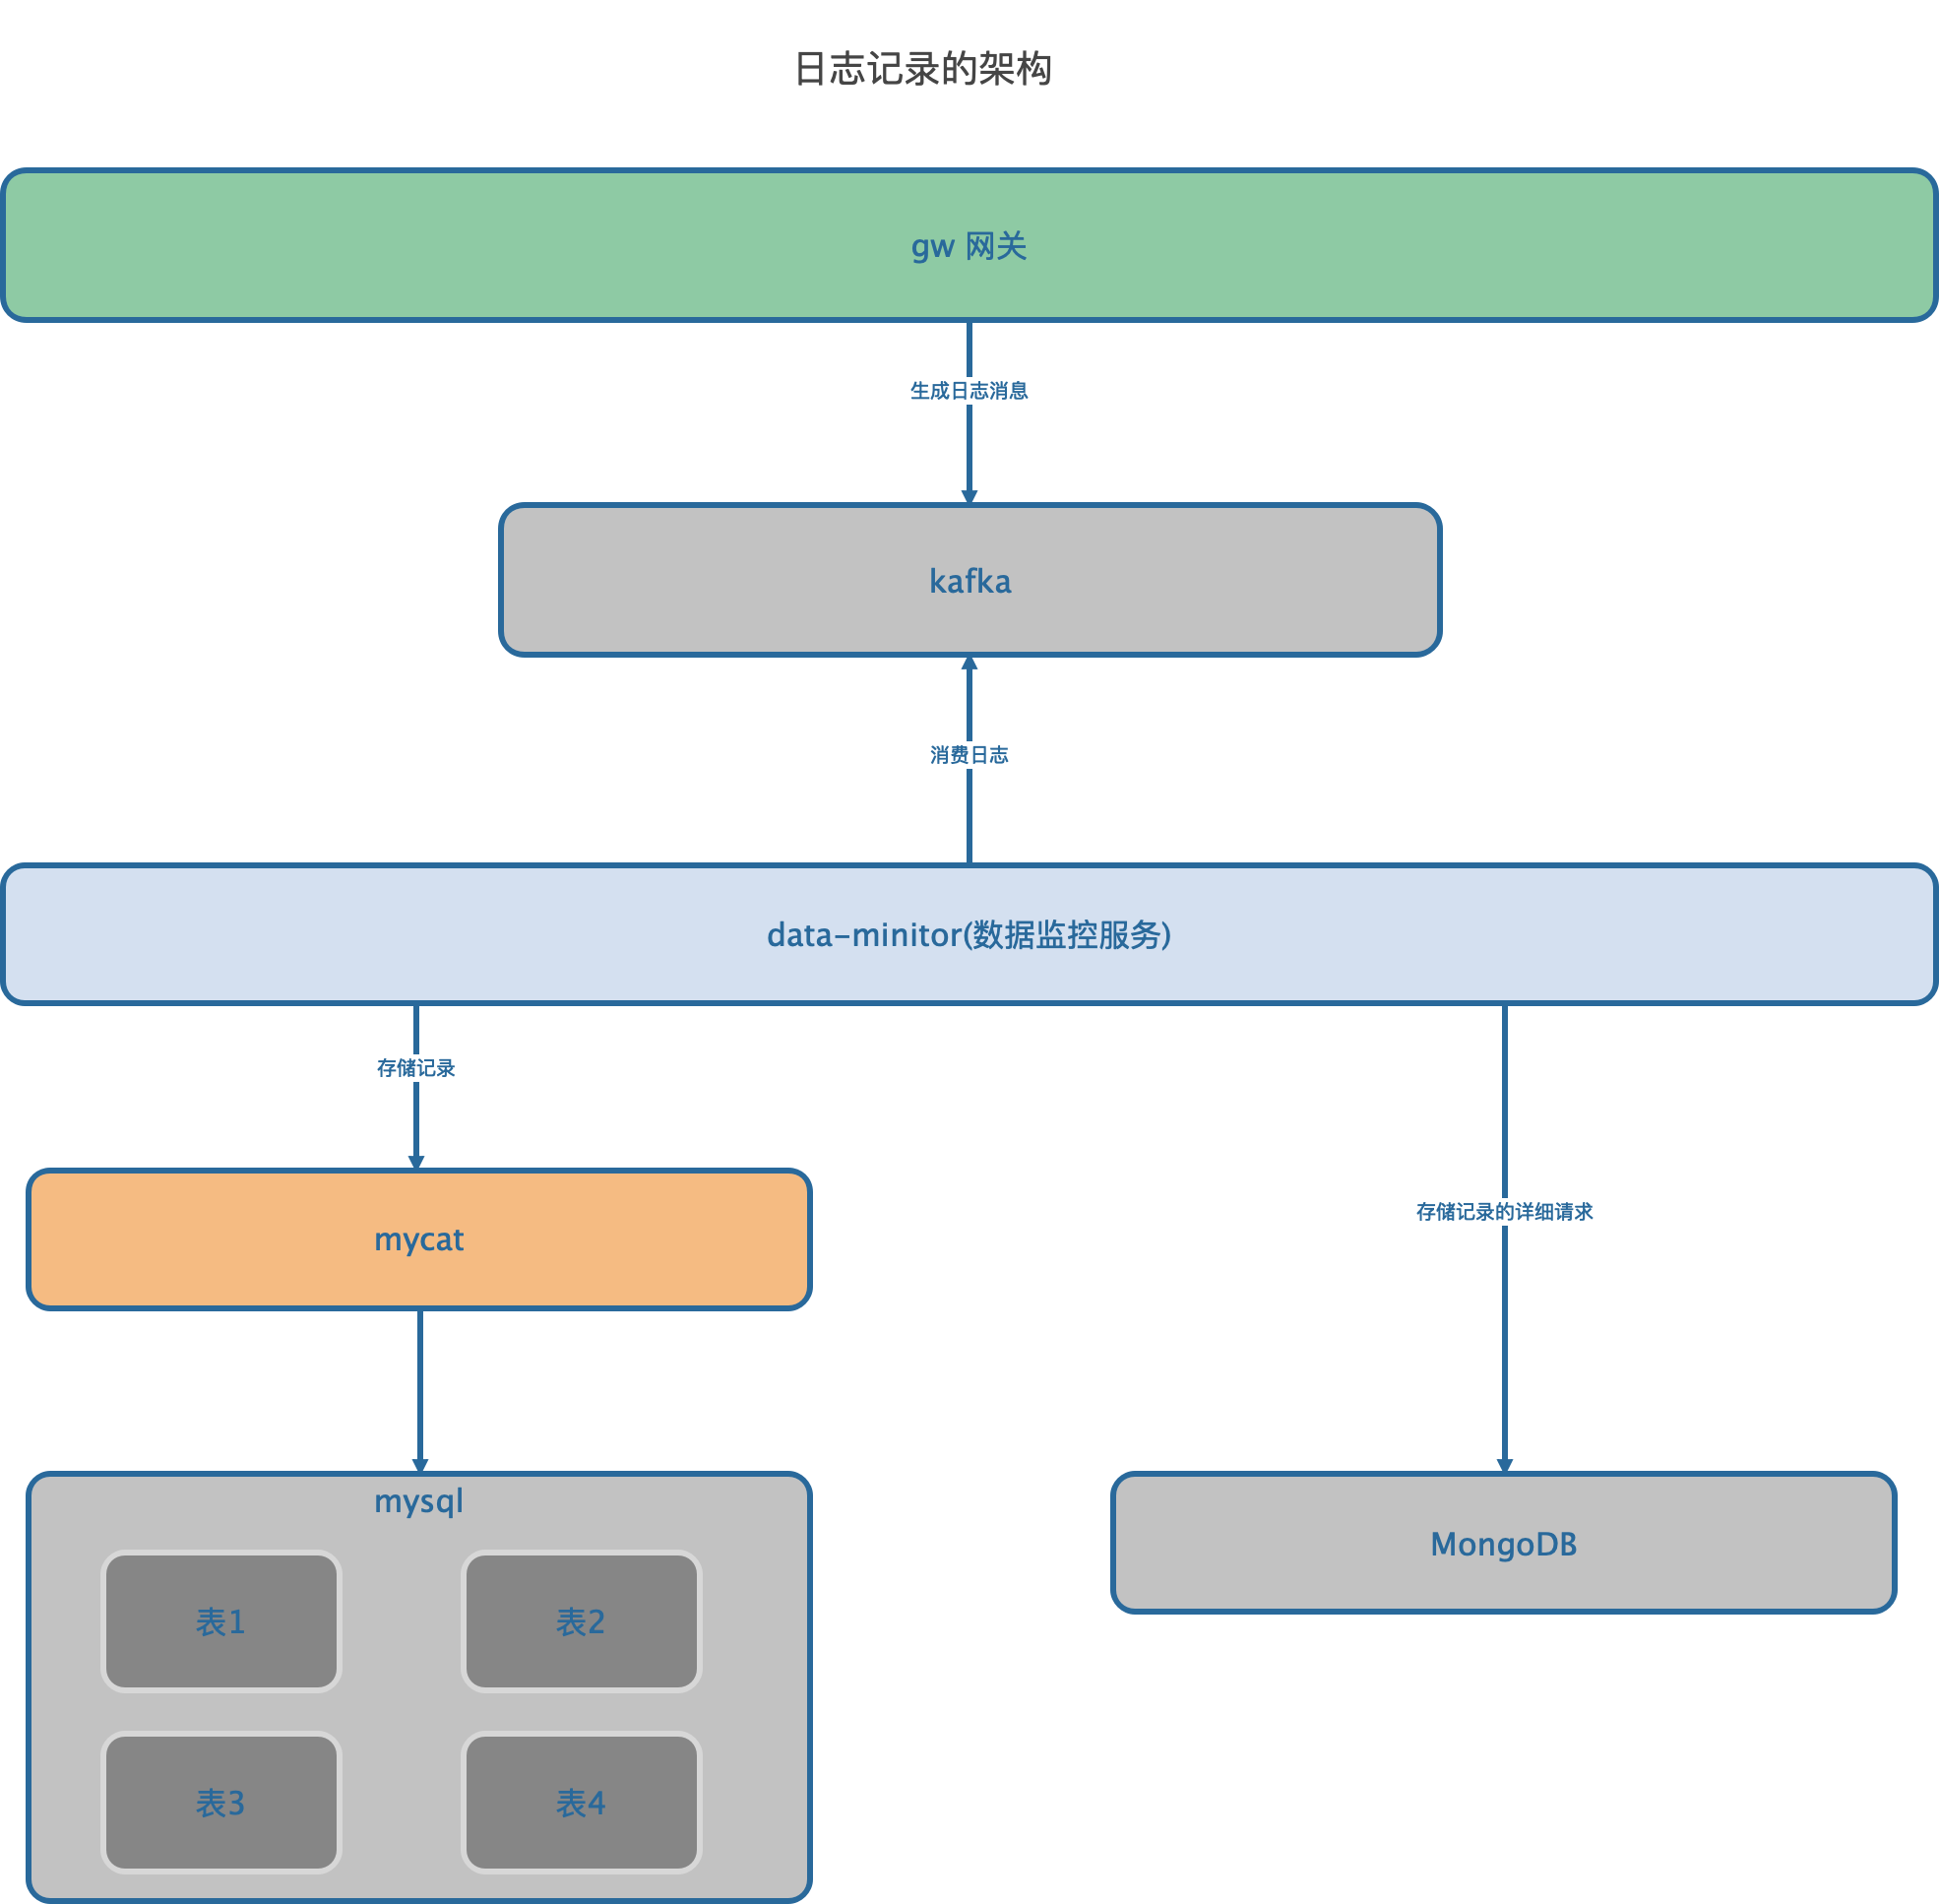 日志记录的架构
gw 网关
生成日志消息
kafka
消费日志
data-minitor(数据监控服务)
存储记录
存储记录的详细请求
mycat
mysql
MongoDB
表1
表2
表3
表4